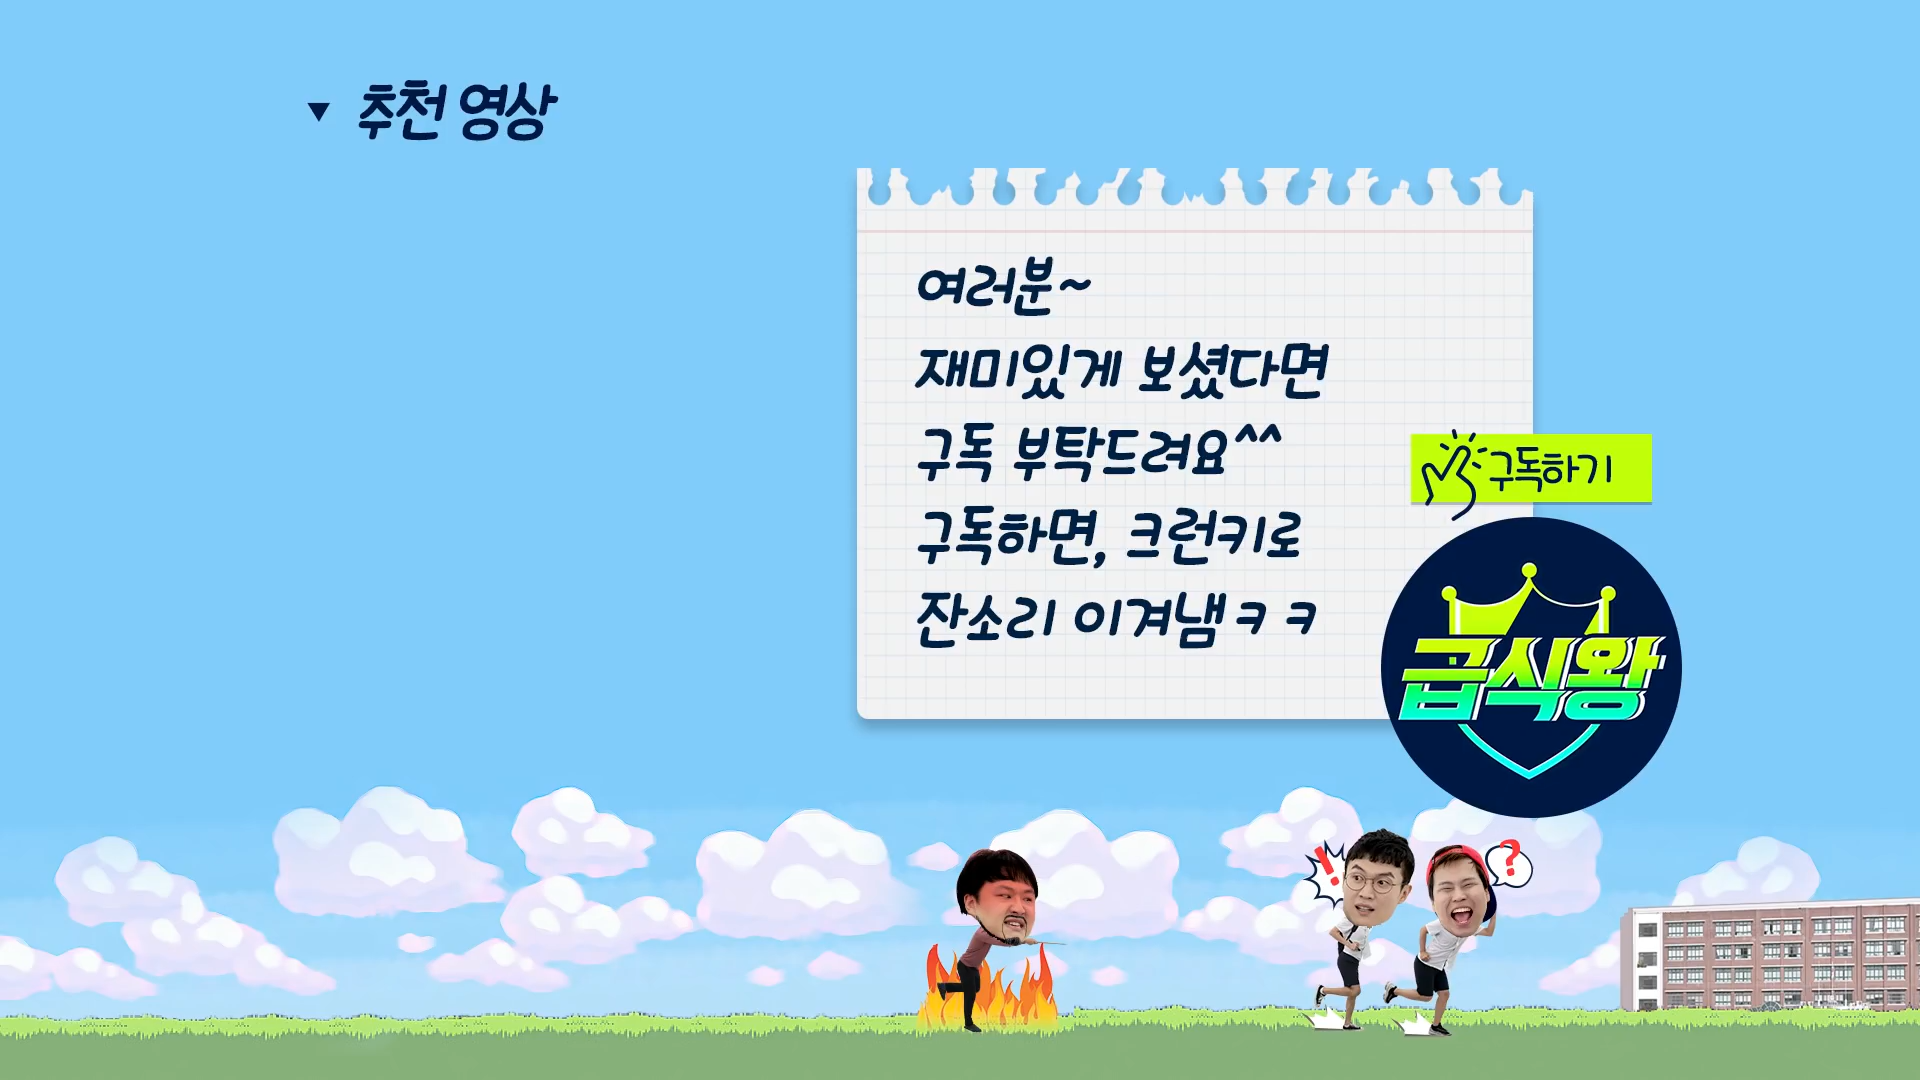 ▼ 추천 영상
여러분~
재미있게 보셨다면
구독 부탁드려요^^
구독하면, 크런키로
잔소리 이겨냄ㅋㅋ
구독하기
급식왕
!
?